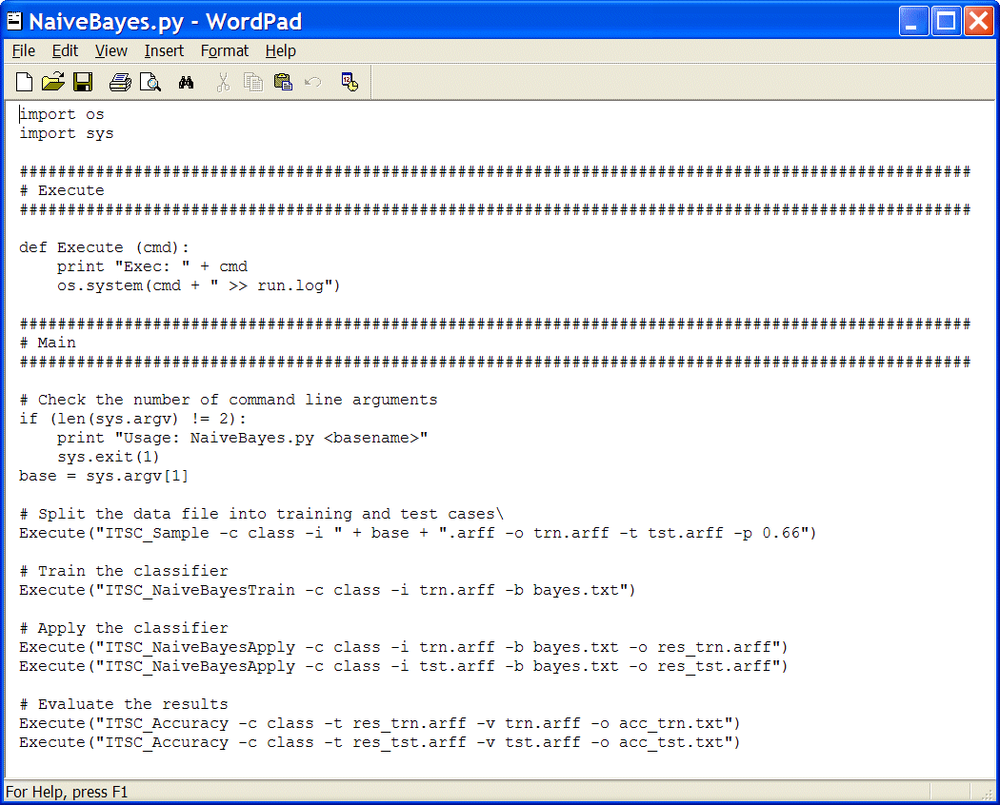 NaiveBayes.py - WordPad
File Edit View Insert Format Help
import os
import sys
####################################################################################################
# Execute
####################################################################################################
def Execute (cmd):
    print "Exec: " + cmd
    os.system(cmd + " >> run.log")
####################################################################################################
# Main
####################################################################################################
# Check the number of command line arguments
if (len(sys.argv) != 2):
    print "Usage: NaiveBayes.py <basename>"
    sys.exit(1)
base = sys.argv[1]
# Split the data file into training and test cases\
Execute("ITSC_Sample -c class -i " + base + ".arff -o trn.arff -t tst.arff -p 0.66")
# Train the classifier
Execute("ITSC_NaiveBayesTrain -c class -i trn.arff -b bayes.txt")
# Apply the classifier
Execute("ITSC_NaiveBayesApply -c class -i trn.arff -b bayes.txt -o res_trn.arff")
Execute("ITSC_NaiveBayesApply -c class -i tst.arff -b bayes.txt -o res_tst.arff")
# Evaluate the results
Execute("ITSC_Accuracy -c class -t res_trn.arff -v trn.arff -o acc_trn.txt")
Execute("ITSC_Accuracy -c class -t res_tst.arff -v tst.arff -o acc_tst.txt")
For Help, press F1